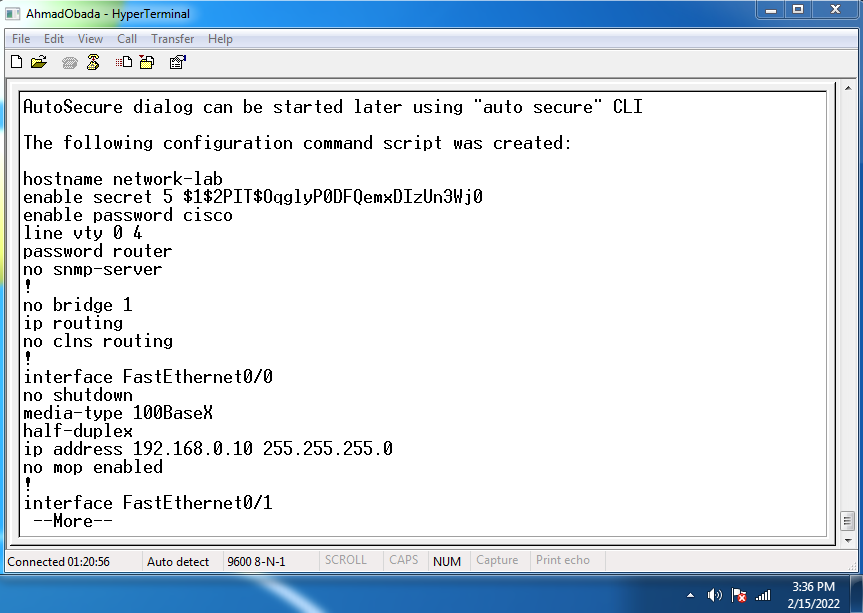 AhmadObada - HyperTerminal
File Edit View Call Transfer Help
AutoSecure dialog can be started later using "auto secure" CLI
The following configuration command script was created:
hostname network-lab
enable secret 5 $1$2PIT$OqglyP0DFQemxDIzUn3Wj0
enable password cisco
line vty 0 4
password router
no snmp-server
!
no bridge 1
ip routing
no clns routing
!
interface FastEthernet0/0
no shutdown
media-type 100BaseX
half-duplex
ip address 192.168.0.10 255.255.255.0
no mop enabled
!
interface FastEthernet0/1
--More--
Connected 01:20:56 Auto detect 9600 8-N-1 SCROLL CAPS NUM Capture Print echo
3:36 PM
2/15/2022